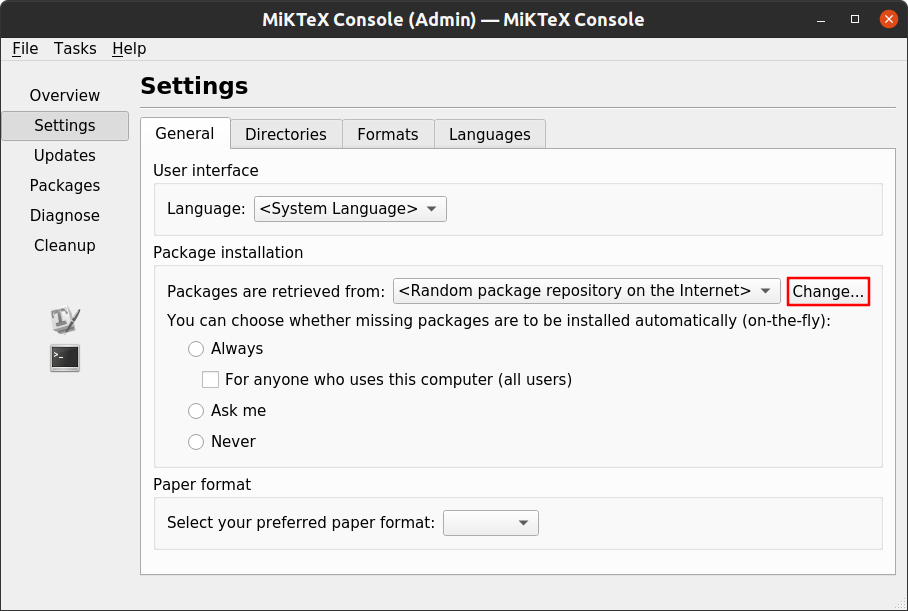 MiKTeX Console (Admin) — MiKTeX Console
File Tasks Help
Overview
Settings
Updates
Packages
Diagnose
Cleanup
>_
Settings
General Directories Formats Languages
User interface
Language: <System Language>
Package installation
Packages are retrieved from: <Random package repository on the Internet> Change...
You can choose whether missing packages are to be installed automatically (on-the-fly):
Always
For anyone who uses this computer (all users)
Ask me
Never
Paper format
Select your preferred paper format: